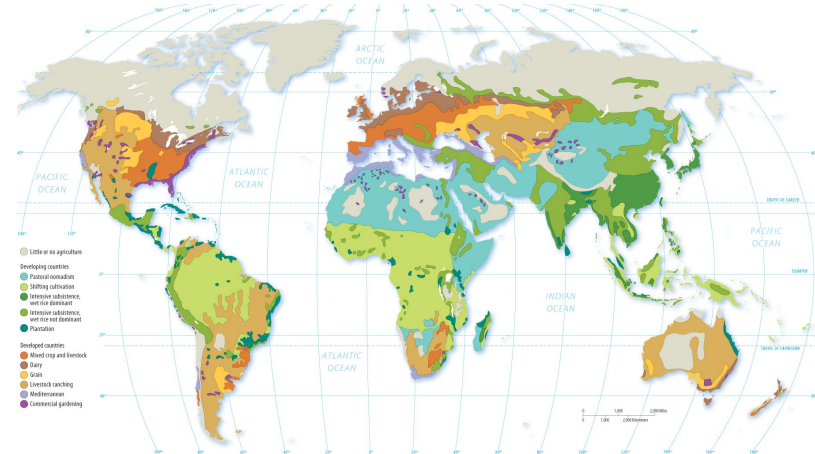 ARCTIC
OCEAN
PACIFIC
OCEAN
ATLANTIC
OCEAN
TROPIC OF CANCER
PACIFIC
OCEAN
EQUATOR
INDIAN
OCEAN
ATLANTIC
OCEAN
TROPIC OF CAPRICORN
Little or no agriculture
Developing countries
Pastoral nomadism
Shifting cultivation
Intensive subsistence,
wet rice dominant
Intensive subsistence,
wet rice not dominant
Plantation
Developed countries
Mixed crop and livestock
Dairy
Grain
Livestock ranching
Mediterranean
Commercial gardening
0 1,000 2,000 Miles
0 1,000 2,000 Kilometers